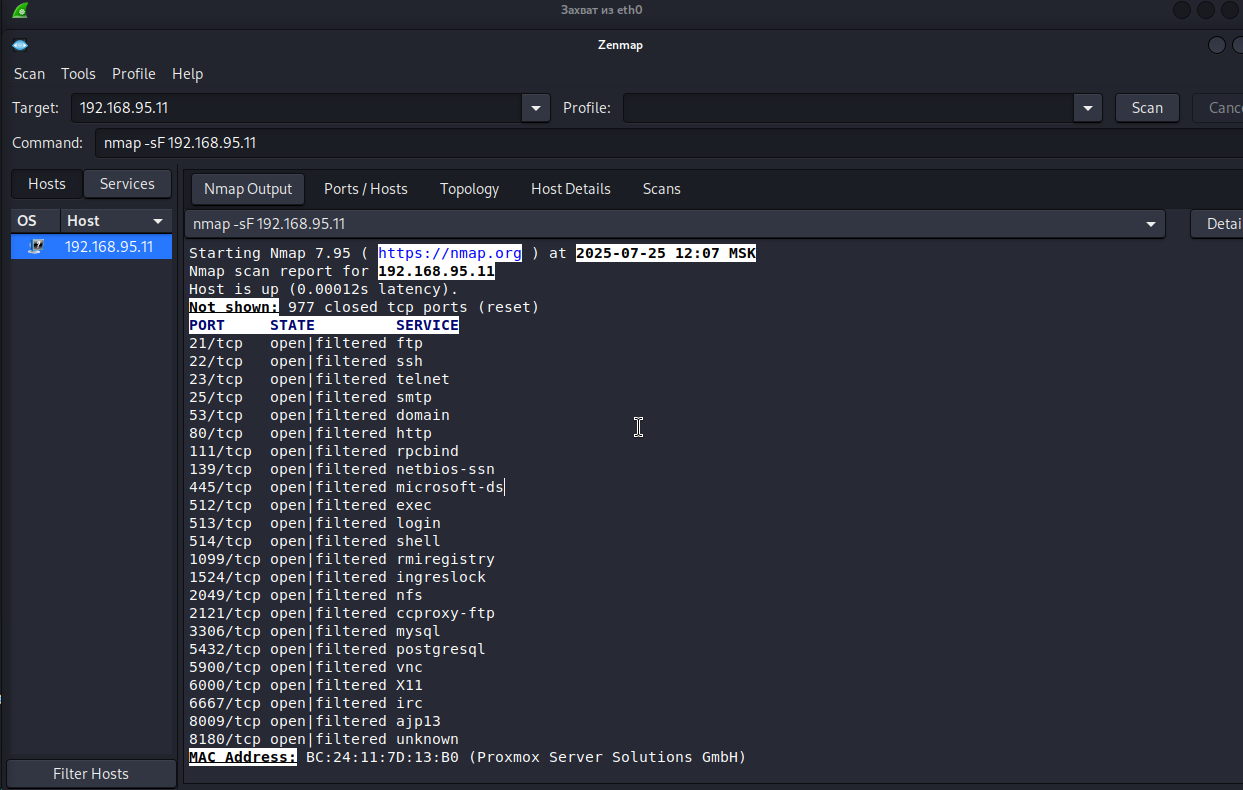 Захват из eth0
Zenmap
Scan Tools Profile Help
Target: 192.168.95.11 Profile: Scan Canc
Command: nmap -sF 192.168.95.11
Hosts Services Nmap Output Ports / Hosts Topology Host Details Scans
OS Host nmap -sF 192.168.95.11 Detai
192.168.95.11
Starting Nmap 7.95 ( https://nmap.org ) at 2025-07-25 12:07 MSK
Nmap scan report for 192.168.95.11
Host is up (0.00012s latency).
Not shown: 977 closed tcp ports (reset)
PORT STATE SERVICE
21/tcp open|filtered ftp
22/tcp open|filtered ssh
23/tcp open|filtered telnet
25/tcp open|filtered smtp
53/tcp open|filtered domain
80/tcp open|filtered http
111/tcp open|filtered rpcbind
139/tcp open|filtered netbios-ssn
445/tcp open|filtered microsoft-ds
512/tcp open|filtered exec
513/tcp open|filtered login
514/tcp open|filtered shell
1099/tcp open|filtered rmiregistry
1524/tcp open|filtered ingreslock
2049/tcp open|filtered nfs
2121/tcp open|filtered ccproxy-ftp
3306/tcp open|filtered mysql
5432/tcp open|filtered postgresql
5900/tcp open|filtered vnc
6000/tcp open|filtered X11
6667/tcp open|filtered irc
8009/tcp open|filtered ajp13
8180/tcp open|filtered unknown
MAC Address: BC:24:11:7D:13:B0 (Proxmox Server Solutions GmbH)
Filter Hosts